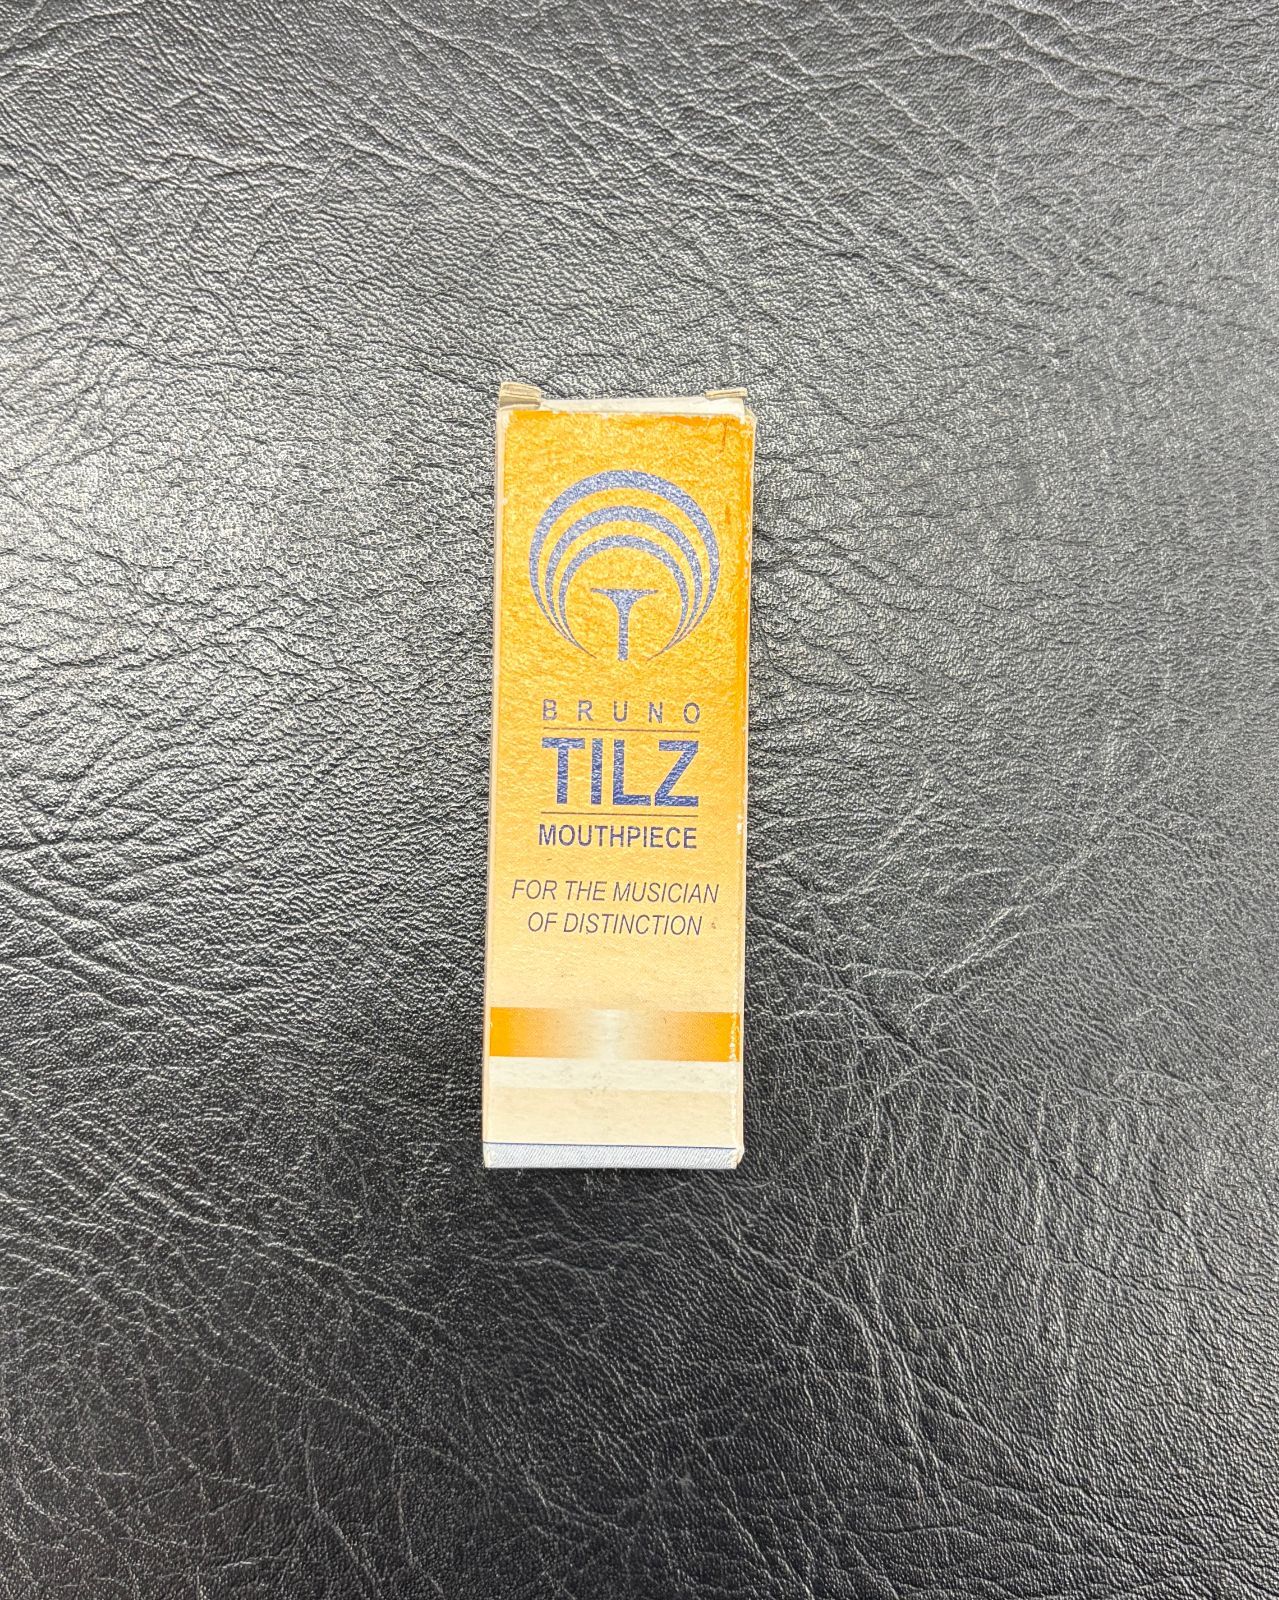 BRUNO
TILZ
MOUTHPIECE
FOR THE MUSICIAN
OF DISTINCTION